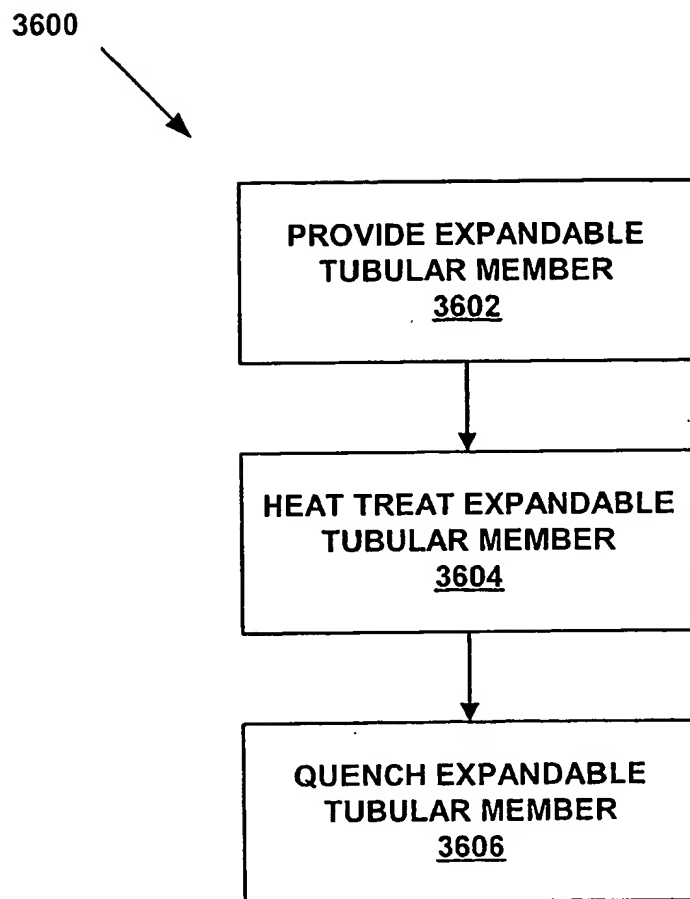 3600
PROVIDE EXPANDABLE
TUBULAR MEMBER
3602
HEAT TREAT EXPANDABLE
TUBULAR MEMBER
3604
QUENCH EXPANDABLE
TUBULAR MEMBER
3606